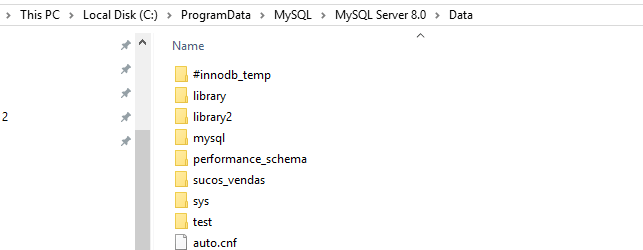 This PC > Local Disk (C:) > ProgramData > MySQL > MySQL Server 8.0 > Data
Name
#innodb_temp
library
2
library2
mysql
performance_schema
sucos_vendas
sys
test
auto.cnf